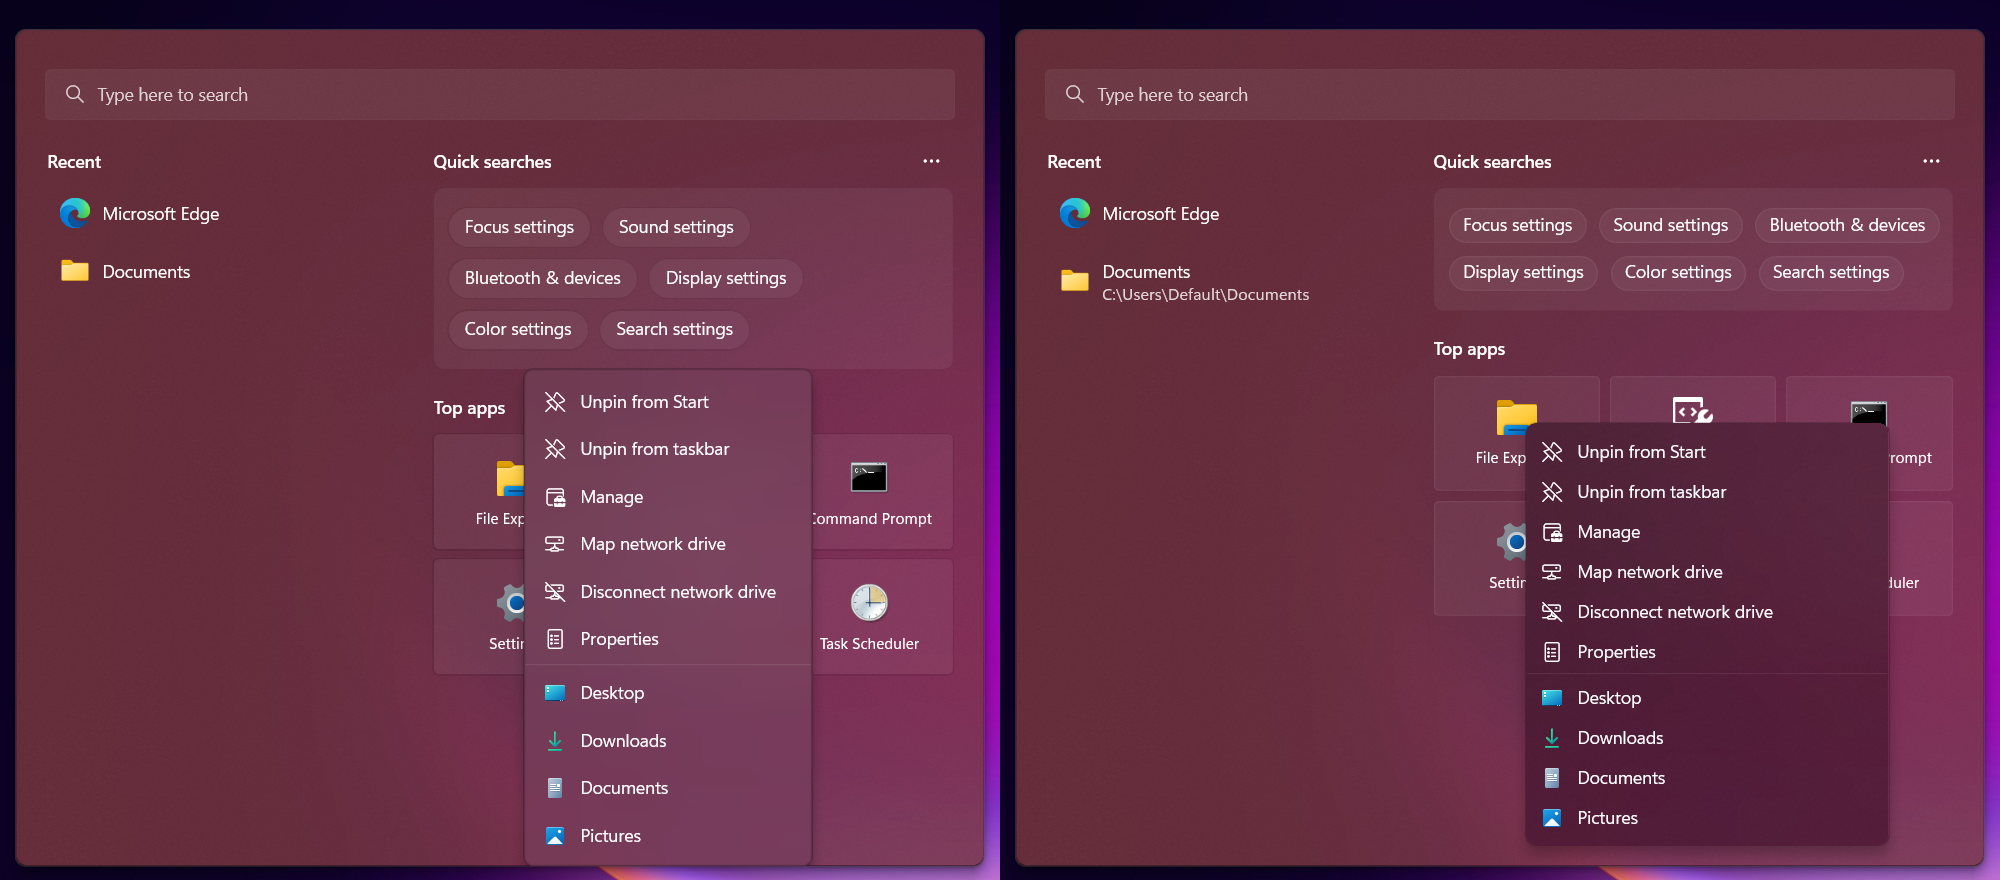 Type here to search
Recent
Microsoft Edge
Documents
Quick searches
Focus settings
Sound settings
Bluetooth & devices
Display settings
Color settings
Search settings
Top apps
File Exp
Command Prompt
Settin
Task Scheduler
Unpin from Start
Unpin from taskbar
Manage
Map network drive
Disconnect network drive
Properties
Desktop
Downloads
Documents
Pictures
Type here to search
Recent
Microsoft Edge
Documents
C:\Users\Default\Documents
Quick searches
Focus settings
Sound settings
Bluetooth & devices
Display settings
Color settings
Search settings
Top apps
File Exp
rompt
Settin
duler
Unpin from Start
Unpin from taskbar
Manage
Map network drive
Disconnect network drive
Properties
Desktop
Downloads
Documents
Pictures